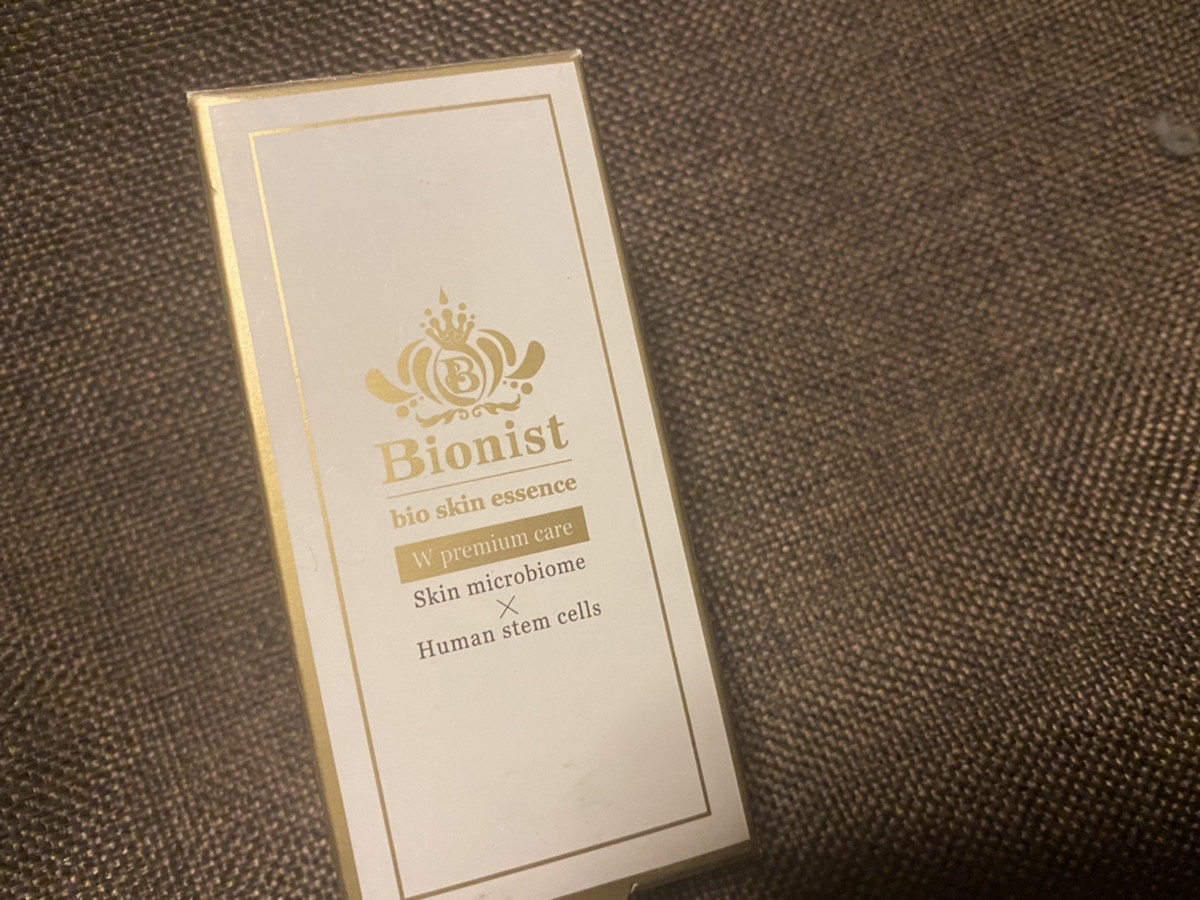 B
Bionist
bio skin essence
W premium care
Skin microbiome
×
Human stem cells